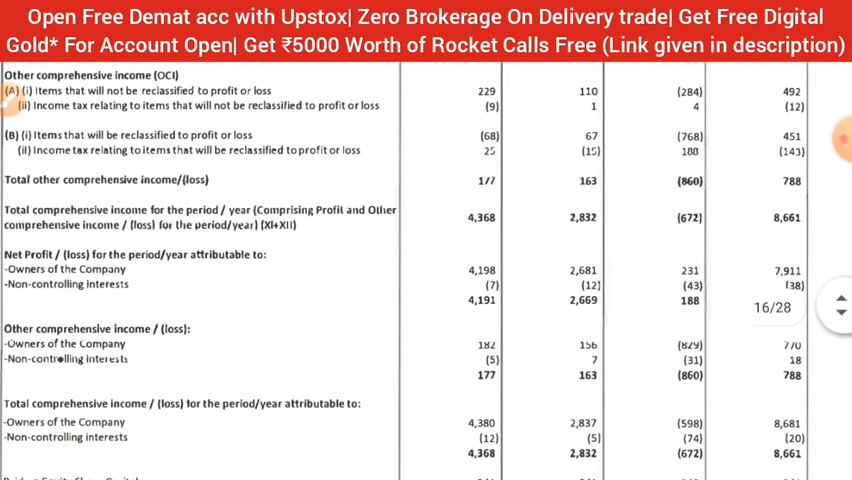 Open Free Demat acc with Upstox| Zero Brokerage On Delivery trade| Get Free Digital
Gold* For Account Open| Get ₹5000 Worth of Rocket Calls Free (Link given in description)
Other comprehensive income (OCI)
(A) (i) Items that will not be reclassified to profit or loss 229 110 (284) 492
(ii) Income tax relating to items that will not be reclassified to profit or loss (9) 1 4 (12)
(B) (i) Items that will be reclassified to profit or loss (68) 67 (768) 451
(ii) Income tax relating to items that will be reclassified to profit or loss 25 (15) 188 (143)
Total other comprehensive income/(loss) 177 163 (860) 788
Total comprehensive income for the period / year (Comprising Profit and Other
comprehensive income / (loss) for the period/year) (XI+XII) 4,368 2,832 (672) 8,661
Net Profit / (loss) for the period/year attributable to:
-Owners of the Company 4,198 2,681 231 7,911
-Non-controlling interests (7) (12) (43) (38)
4,191 2,669 188
16/28
Other comprehensive income / (loss):
-Owners of the Company 182 156 (829) 770
-Non-controlling interests (5) 7 (31) 18
177 163 (860) 788
Total comprehensive income / (loss) for the period/year attributable to:
-Owners of the Company 4,380 2,837 (598) 8,681
-Non-controlling interests (12) (5) (74) (20)
4,368 2,832 (672) 8,661